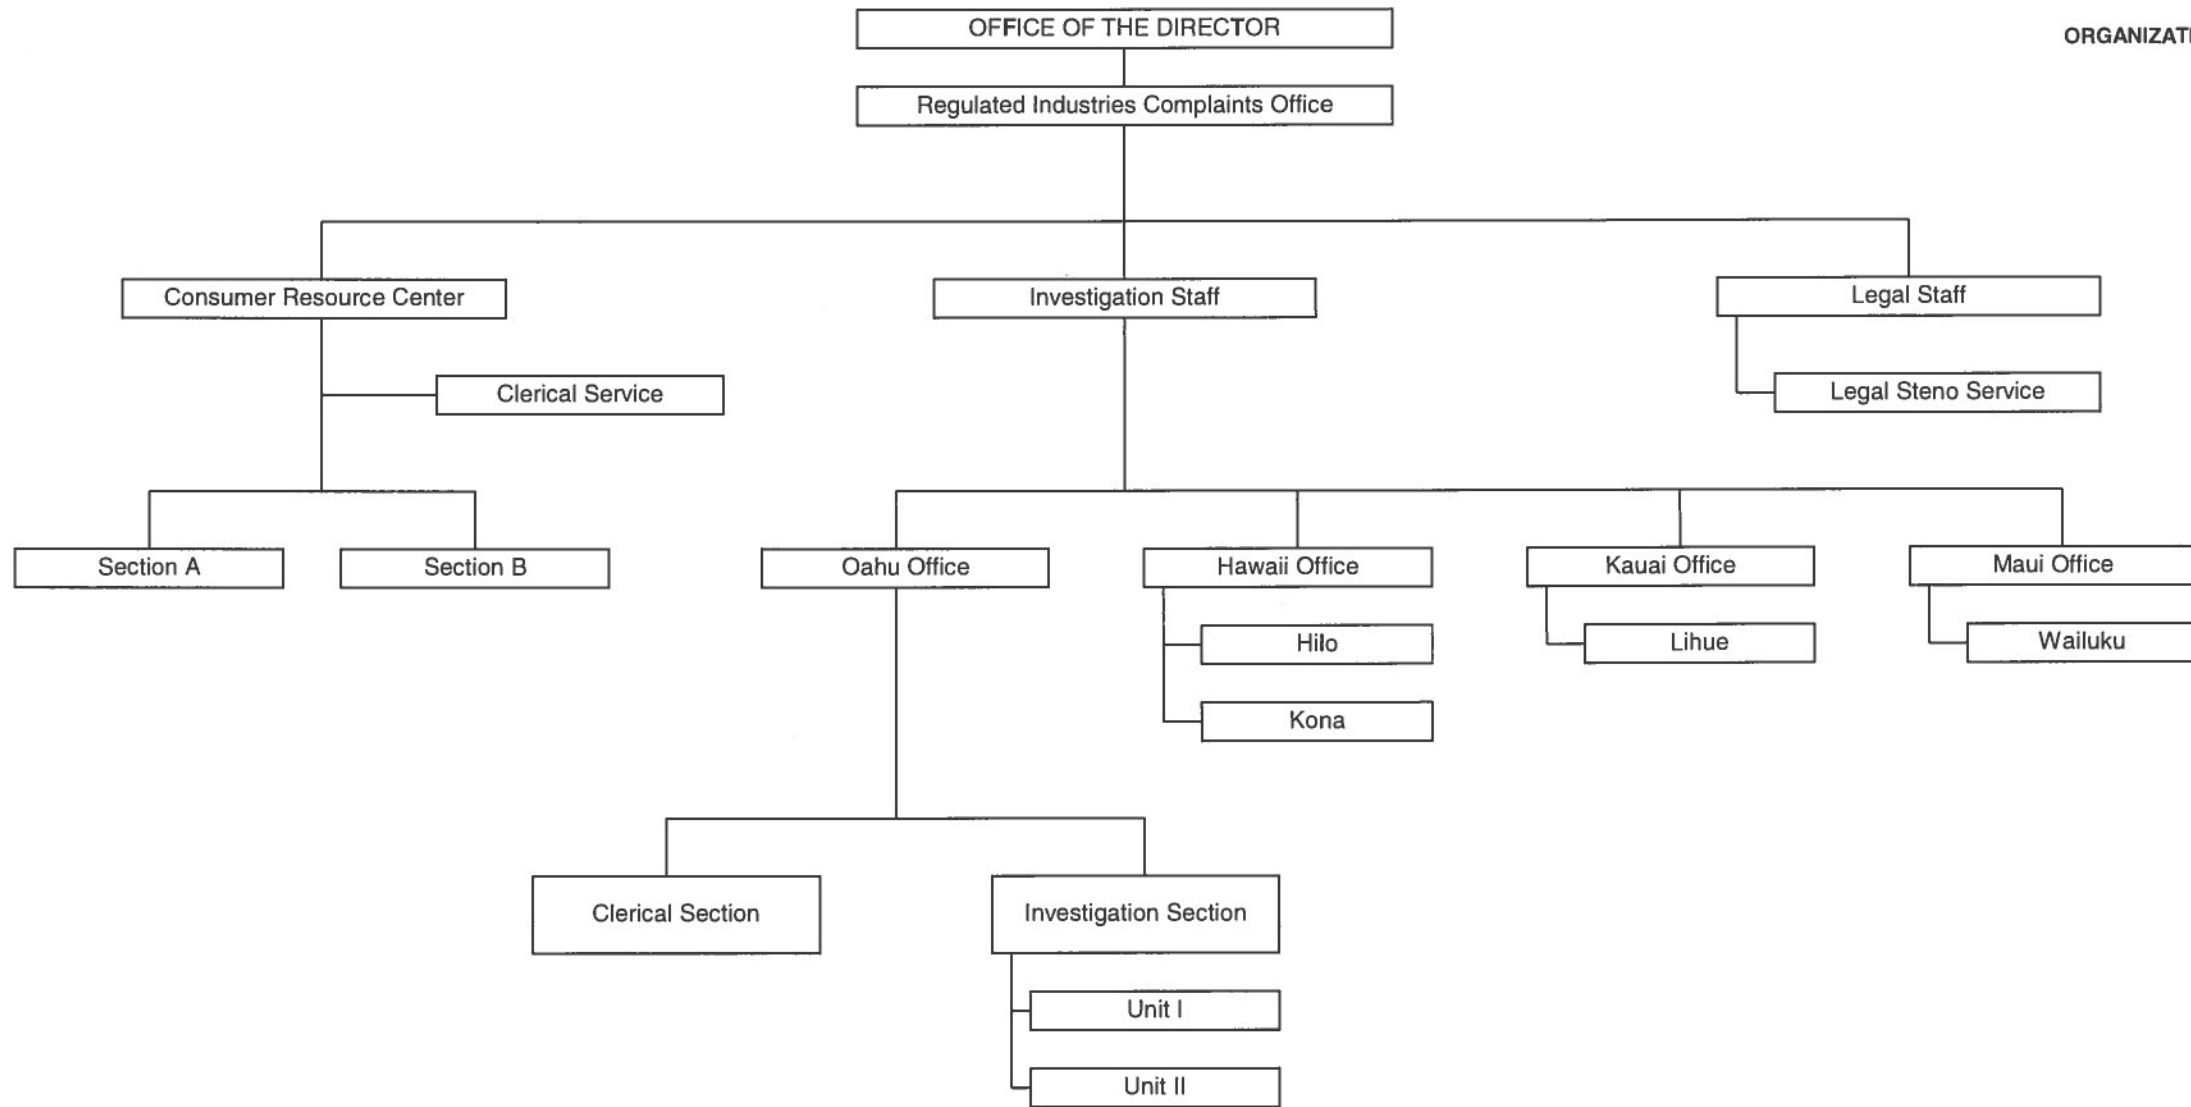 OFFICE OF THE DIRECTOR
Regulated Industries Complaints Office
Consumer Resource Center
Investigation Staff
Legal Staff
Clerical Service
Legal Steno Service
Section A
Section B
Oahu Office
Hawaii Office
Kauai Office
Maui Office
Hilo
Lihue
Wailuku
Kona
Clerical Section
Investigation Section
Unit I
Unit II